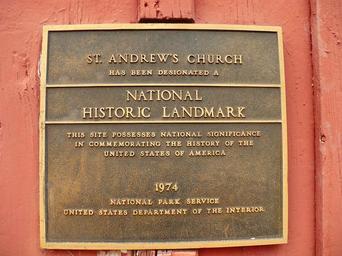 ST. ANDREW'S CHURCH
HAS BEEN DESIGNATED A
NATIONAL
HISTORIC LANDMARK
THIS SITE POSSESSES NATIONAL SIGNIFICANCE
IN COMMEMORATING THE HISTORY OF THE
UNITED STATES OF AMERICA
1974
NATIONAL PARK SERVICE
UNITED STATES DEPARTMENT OF THE INTERIOR